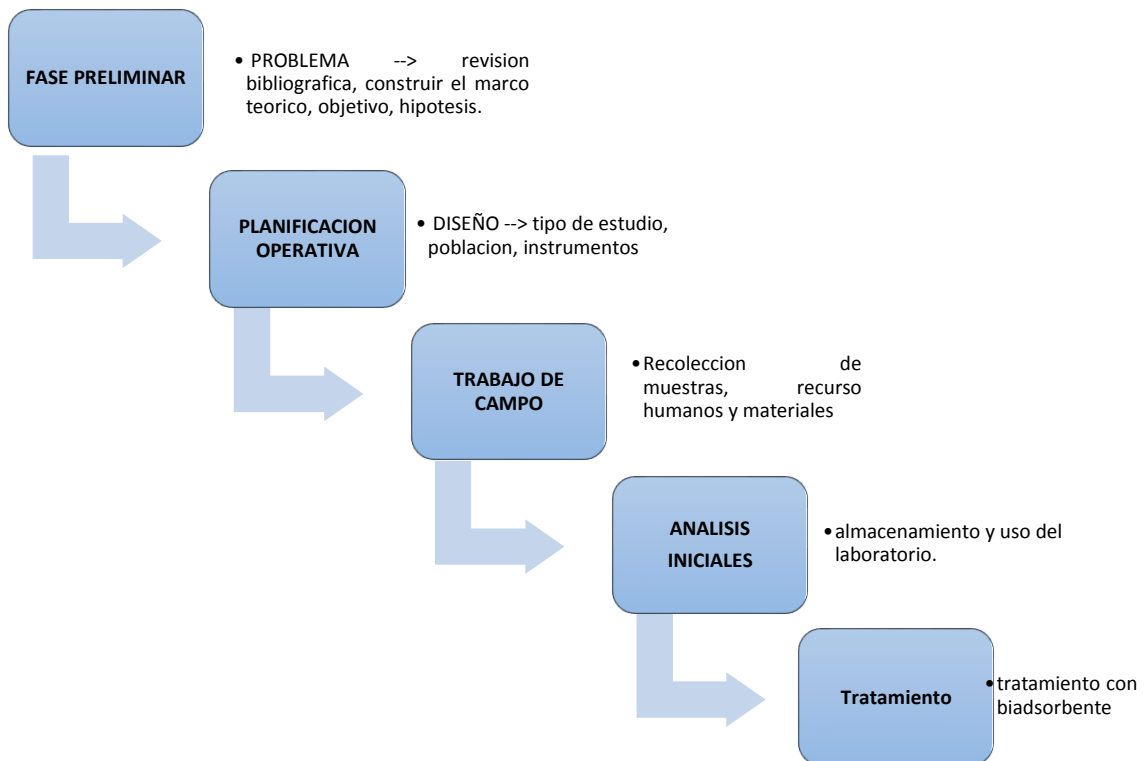 FASE PRELIMINAR
• PROBLEMA --> revision
bibliografica, construir el marco
teorico, objetivo, hipotesis.
PLANIFICACION
OPERATIVA
• DISEÑO --> tipo de estudio,
poblacion, instrumentos
TRABAJO DE
CAMPO
•Recoleccion de
muestras, recurso
humanos y materiales
ANALISIS
INICIALES
•almacenamiento y uso del
laboratorio.
Tratamiento
•tratamiento con
biadsorbente